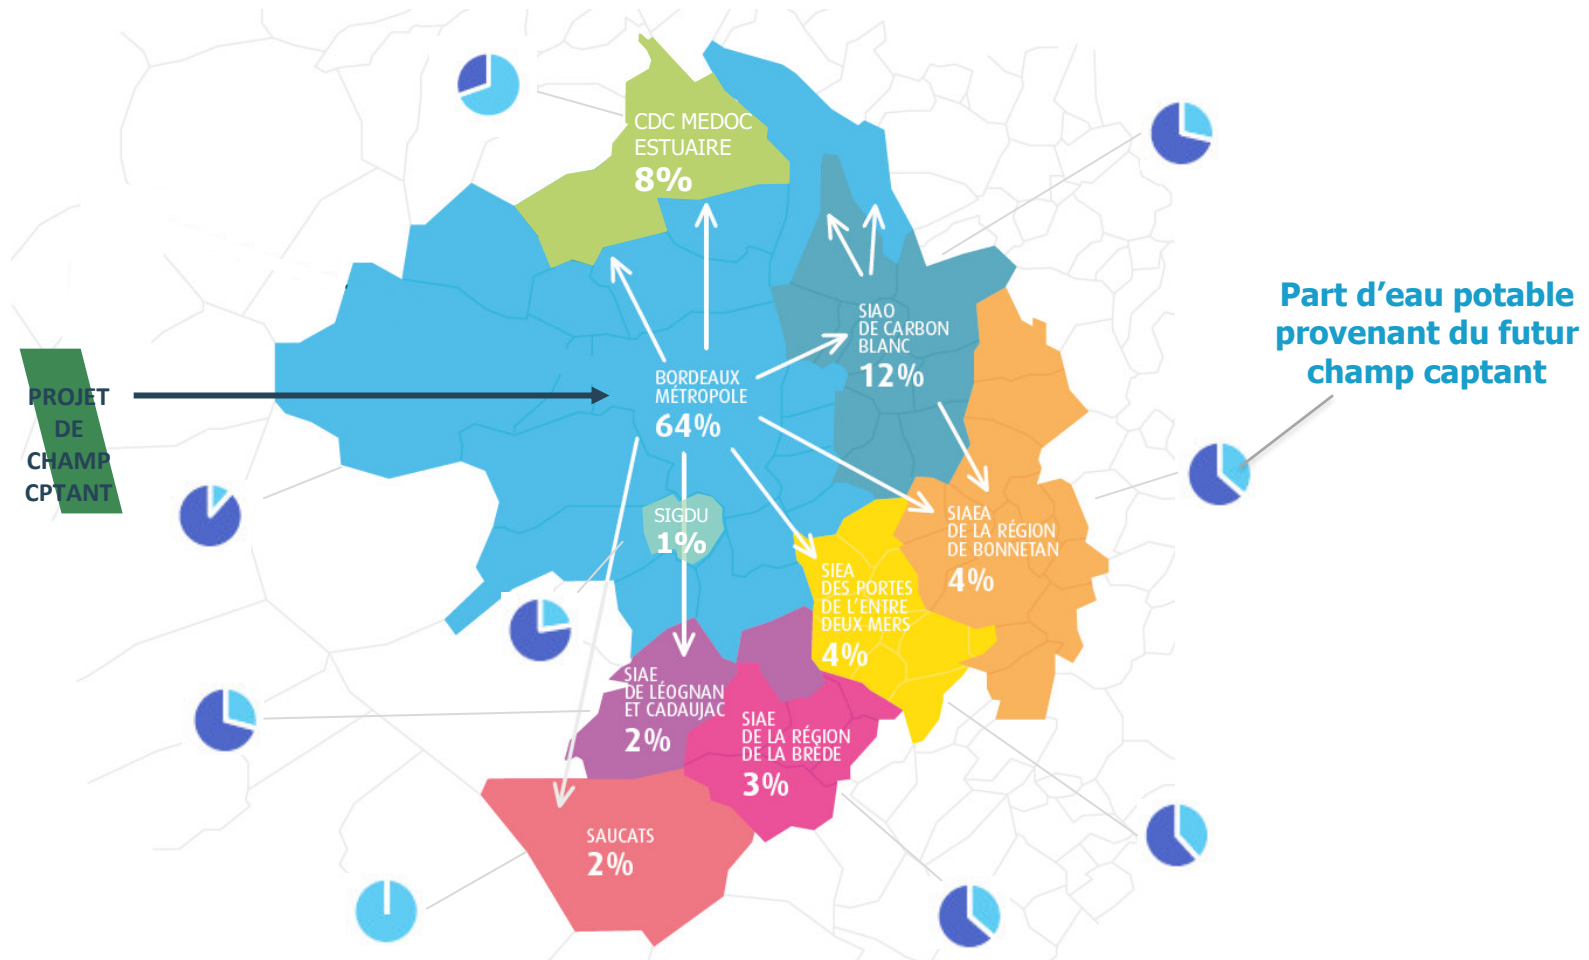 CDC MEDOC
ESTUAIRE
8%
SIAO
DE CARBON
BLANC
12%
Part d’eau potable
provenant du futur
champ captant
PROJET
DE
CHAMP
CPTANT
BORDEAUX
MÉTROPOLE
64%
SIGDU
1%
SIAEA
DE LA RÉGION
DE BONNETAN
4%
SIEA
DES PORTES
DE L’ENTRE
DEUX MERS
4%
SIAE
DE LÉOGNAN
ET CADAUJAC
2%
SIAE
DE LA RÉGION
DE LA BRÈDE
3%
SAUCATS
2%